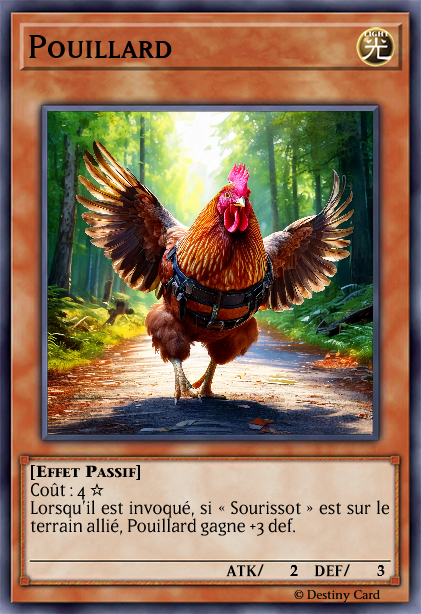 Pouillard
LIGHT
光
[Effet Passif]
Coût : 4 ☆
Lorsqu'il est invoqué, si « Sourissot » est sur le
terrain allié, Pouillard gagne +3 def.
ATK/ 2 DEF/ 3
© Destiny Card